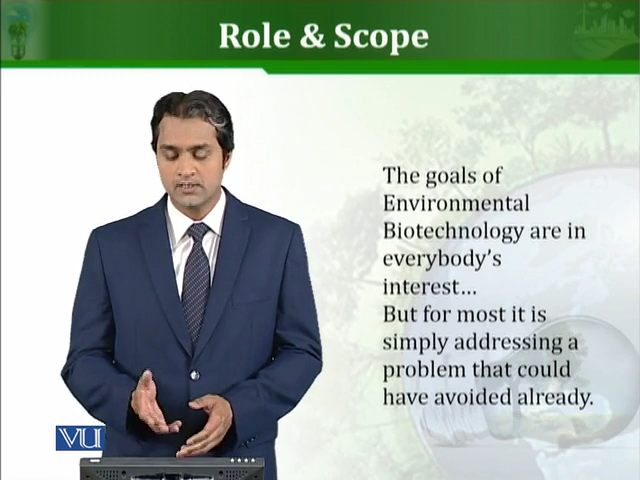 Role & Scope
The goals of
Environmental
Biotechnology are in
everybody's
interest...
But for most it is
simply addressing a
problem that could
have avoided already.
VU